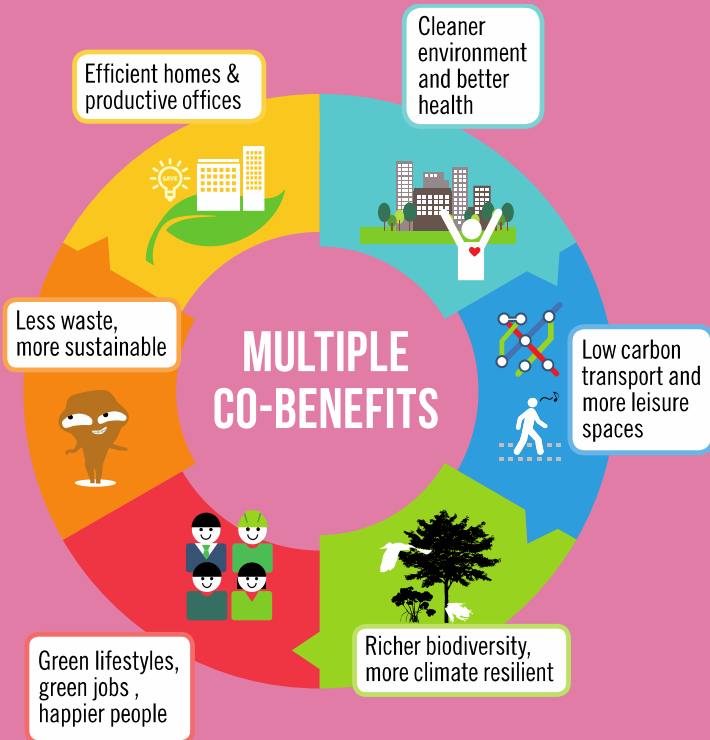 Cleaner
environment
and better
health
Efficient homes &
productive offices
SAVE
Less waste,
more sustainable
MULTIPLE
CO-BENEFITS
Low carbon
transport and
more leisure
spaces
Richer biodiversity,
more climate resilient
Green lifestyles,
green jobs ,
happier people